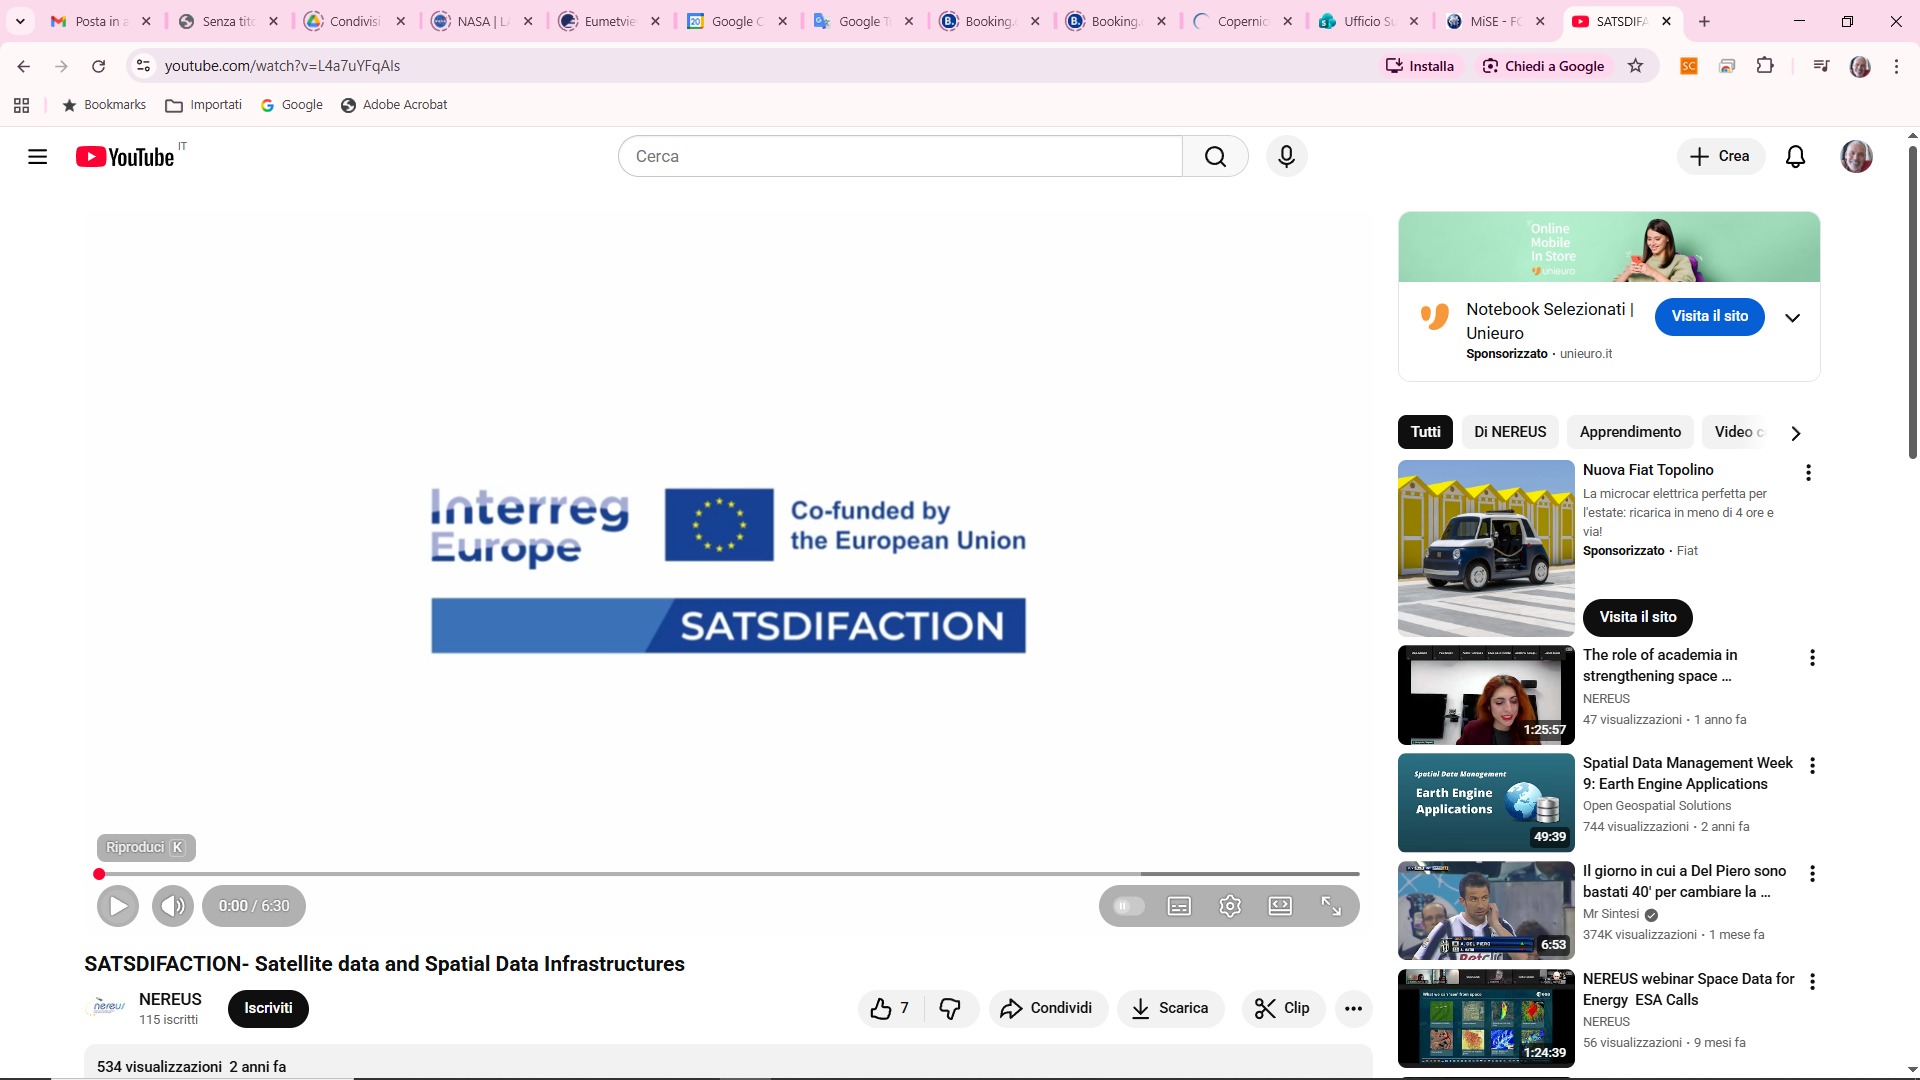 Posta in a
Senza tito
Condivisi
NASA | LA
Eumetvie
Google C
Google T
Booking.
Booking.
Copernic
Ufficio Su
MiSE - FO
SATSDIFA
youtube.com/watch?v=L4a7uYFqAls
Installa
Chiedi a Google
Bookmarks
Importati
Google
Adobe Acrobat
YouTube IT
Cerca
Crea
Interreg
Europe
Co-funded by
the European Union
SATSDIFACTION
Riproduci K
0:00 / 6:30
SATSDIFACTION- Satellite data and Spatial Data Infrastructures
nereus
NEREUS
115 iscritti
Iscriviti
7
Condividi
Scarica
Clip
534 visualizzazioni 2 anni fa
Online
Mobile
In Store
unieuro
Notebook Selezionati |
Unieuro
Sponsorizzato · unieuro.it
Visita il sito
Tutti
Di NEREUS
Apprendimento
Video c
Nuova Fiat Topolino
La microcar elettrica perfetta per
l'estate: ricarica in meno di 4 ore e
via!
Sponsorizzato · Fiat
Visita il sito
1:25:57
The role of academia in
strengthening space ...
NEREUS
47 visualizzazioni · 1 anno fa
Spatial Data Management
Earth Engine
Applications
49:39
Spatial Data Management Week
9: Earth Engine Applications
Open Geospatial Solutions
744 visualizzazioni · 2 anni fa
6:53
Il giorno in cui a Del Piero sono
bastati 40' per cambiare la ...
Mr Sintesi
374K visualizzazioni · 1 mese fa
1:24:39
NEREUS webinar Space Data for
Energy ESA Calls
NEREUS
56 visualizzazioni · 9 mesi fa